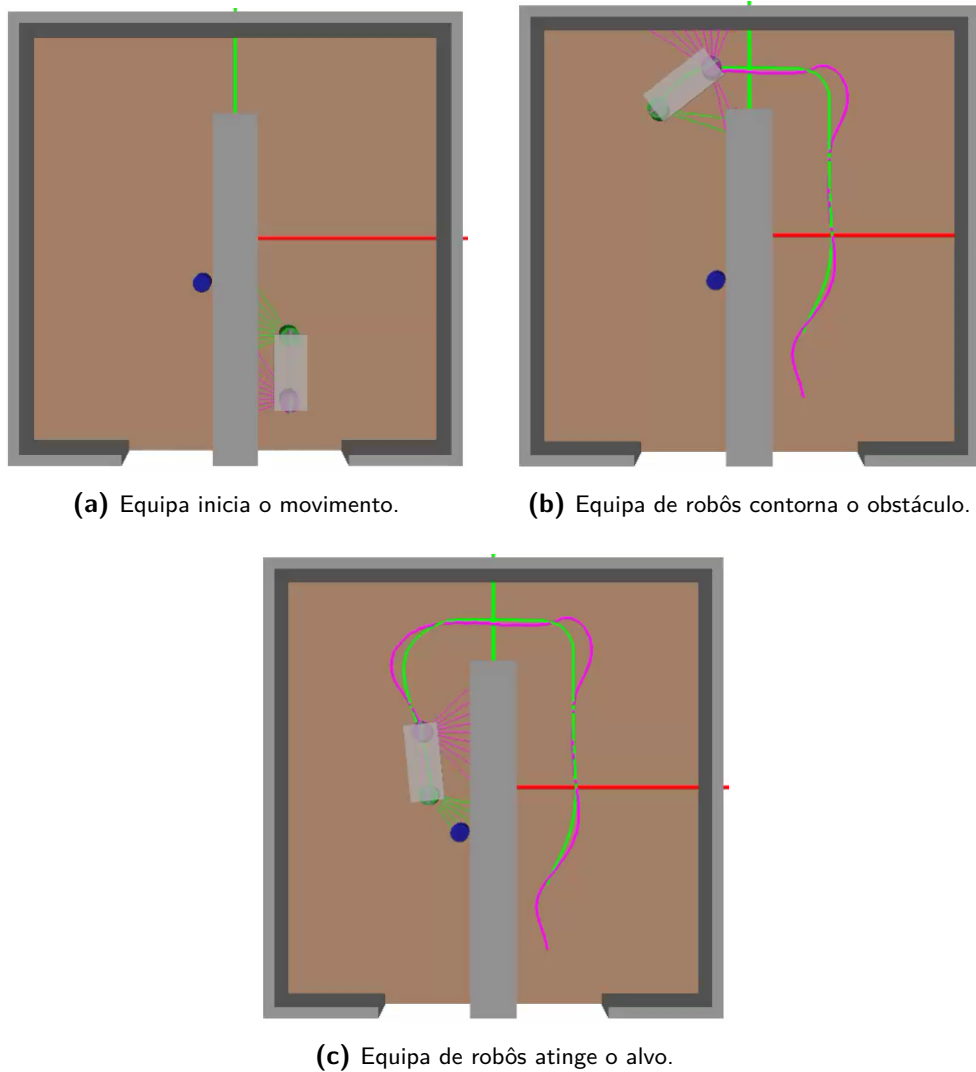 (a) Equipa inicia o movimento.
(b) Equipa de robôs contorna o obstáculo.
(c) Equipa de robôs atinge o alvo.